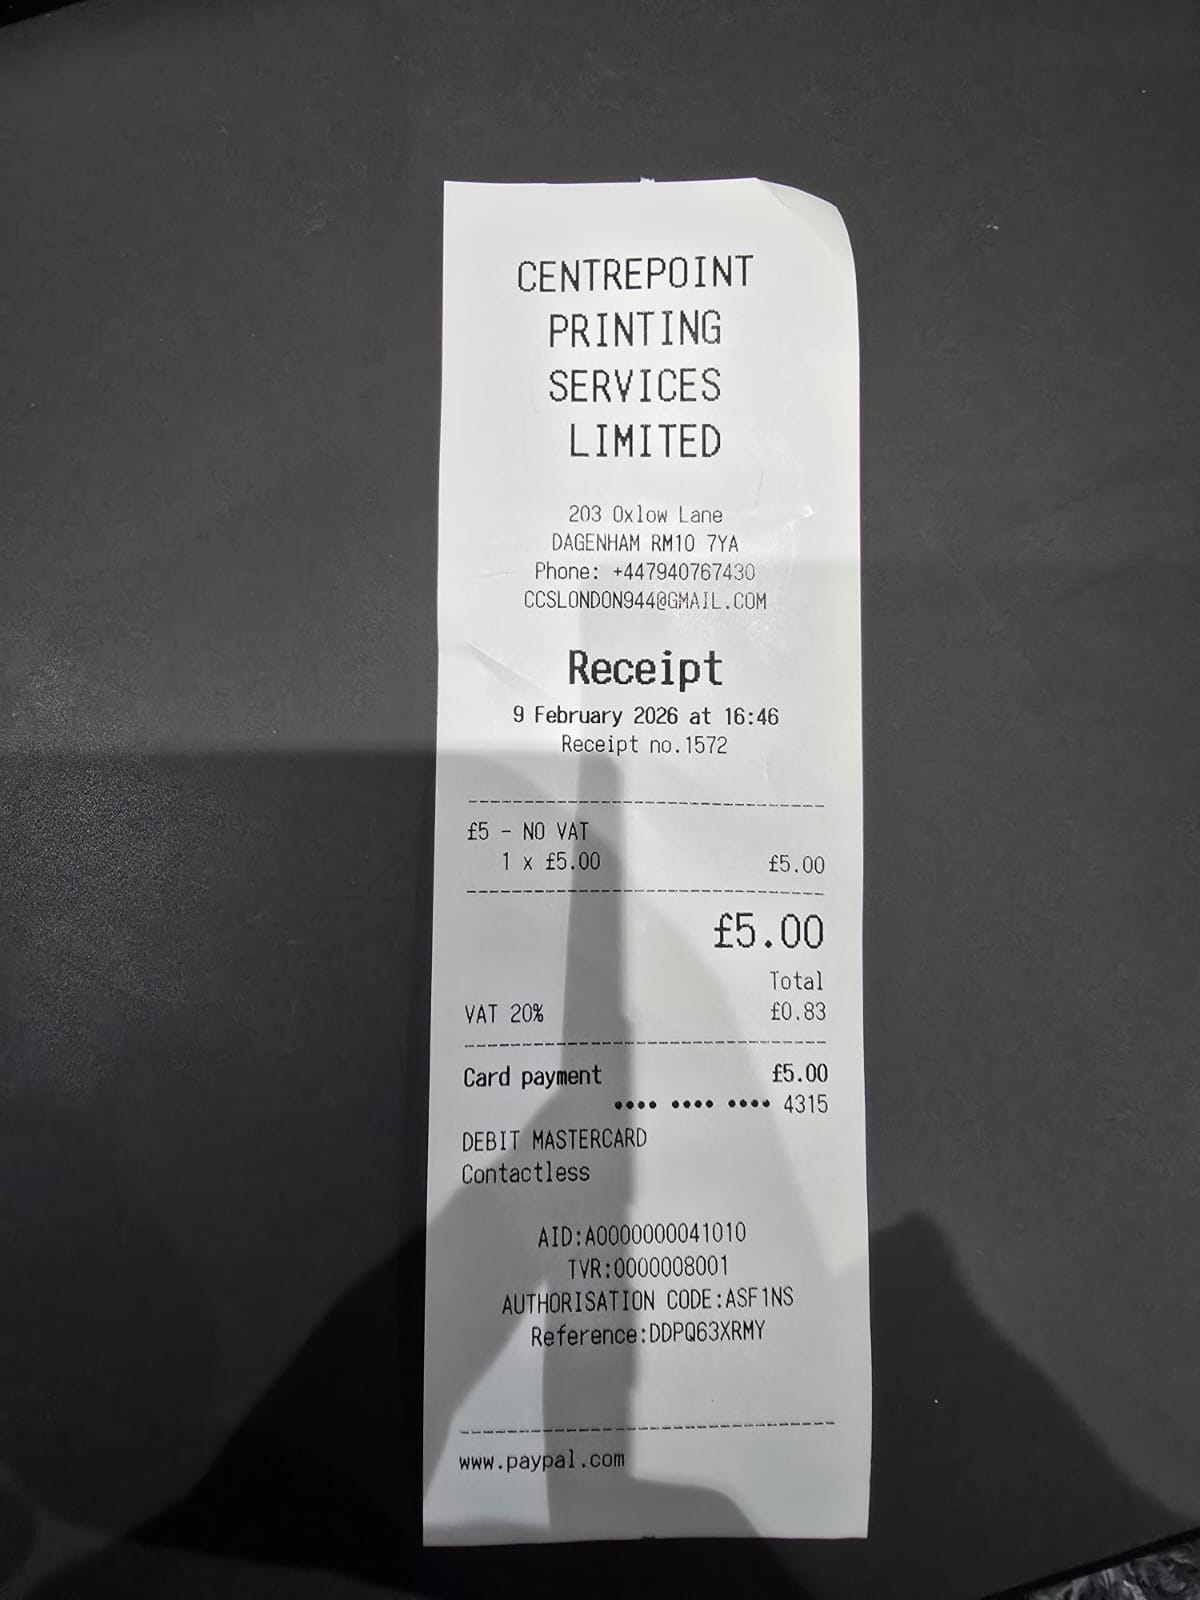 CENTREPOINT
PRINTING
SERVICES
LIMITED
203 Oxlow Lane
DAGENHAM RM10 7YA
Phone: +447940767430
CCSLONDON944@GMAIL.COM
Receipt
9 February 2026 at 16:46
Receipt no.1572
£5 - NO VAT
1 x £5.00 £5.00
£5.00
Total
VAT 20% £0.83
Card payment £5.00
•••• •••• •••• 4315
DEBIT MASTERCARD
Contactless
AID:A0000000041010
TVR:0000008001
AUTHORISATION CODE:ASF1NS
Reference:DDPQ63XRMY
www.paypal.com